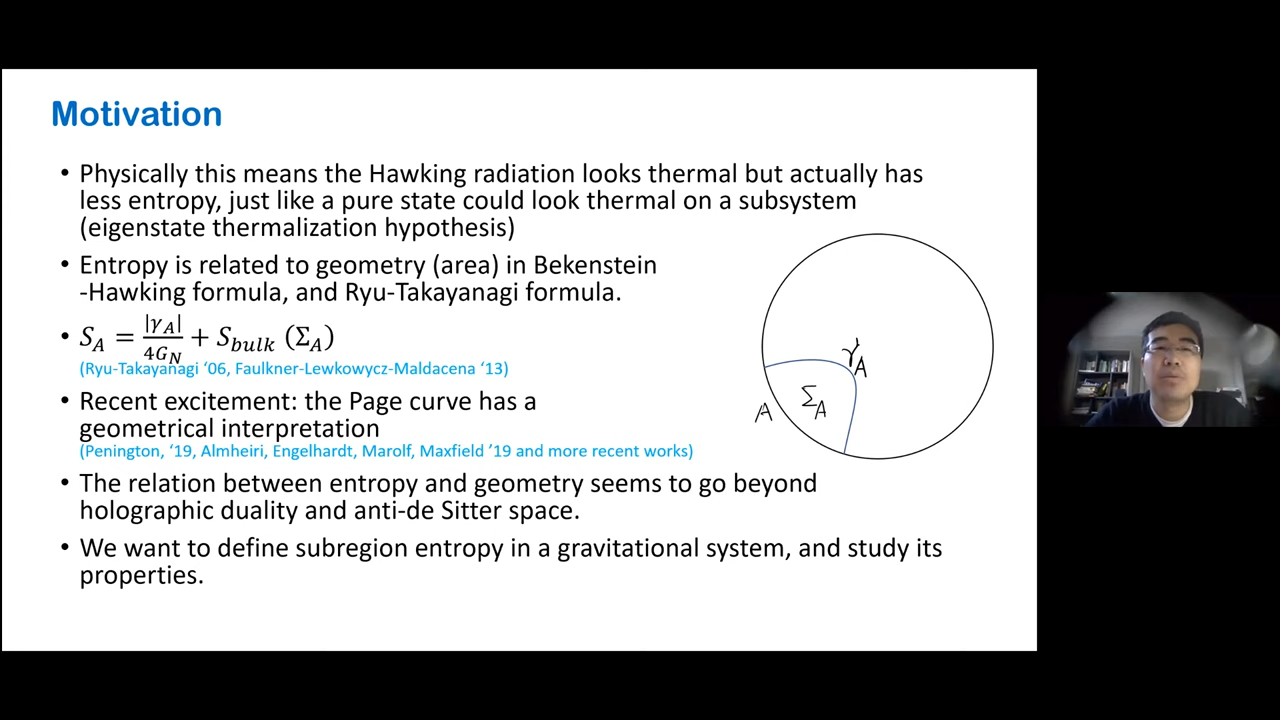 Motivation
• Physically this means the Hawking radiation looks thermal but actually has
less entropy, just like a pure state could look thermal on a subsystem
(eigenstate thermalization hypothesis)
• Entropy is related to geometry (area) in Bekenstein
-Hawking formula, and Ryu-Takayanagi formula.
• S_A = |γ_A| / 4G_N + S_bulk (Σ_A)
(Ryu-Takayanagi ‘06, Faulkner-Lewkowycz-Maldacena ‘13)
• Recent excitement: the Page curve has a
geometrical interpretation
(Penington, ‘19, Almheiri, Engelhardt, Marolf, Maxfield ’19 and more recent works)
• The relation between entropy and geometry seems to go beyond
holographic duality and anti-de Sitter space.
• We want to define subregion entropy in a gravitational system, and study its
properties.
γ_A
Σ_A
A